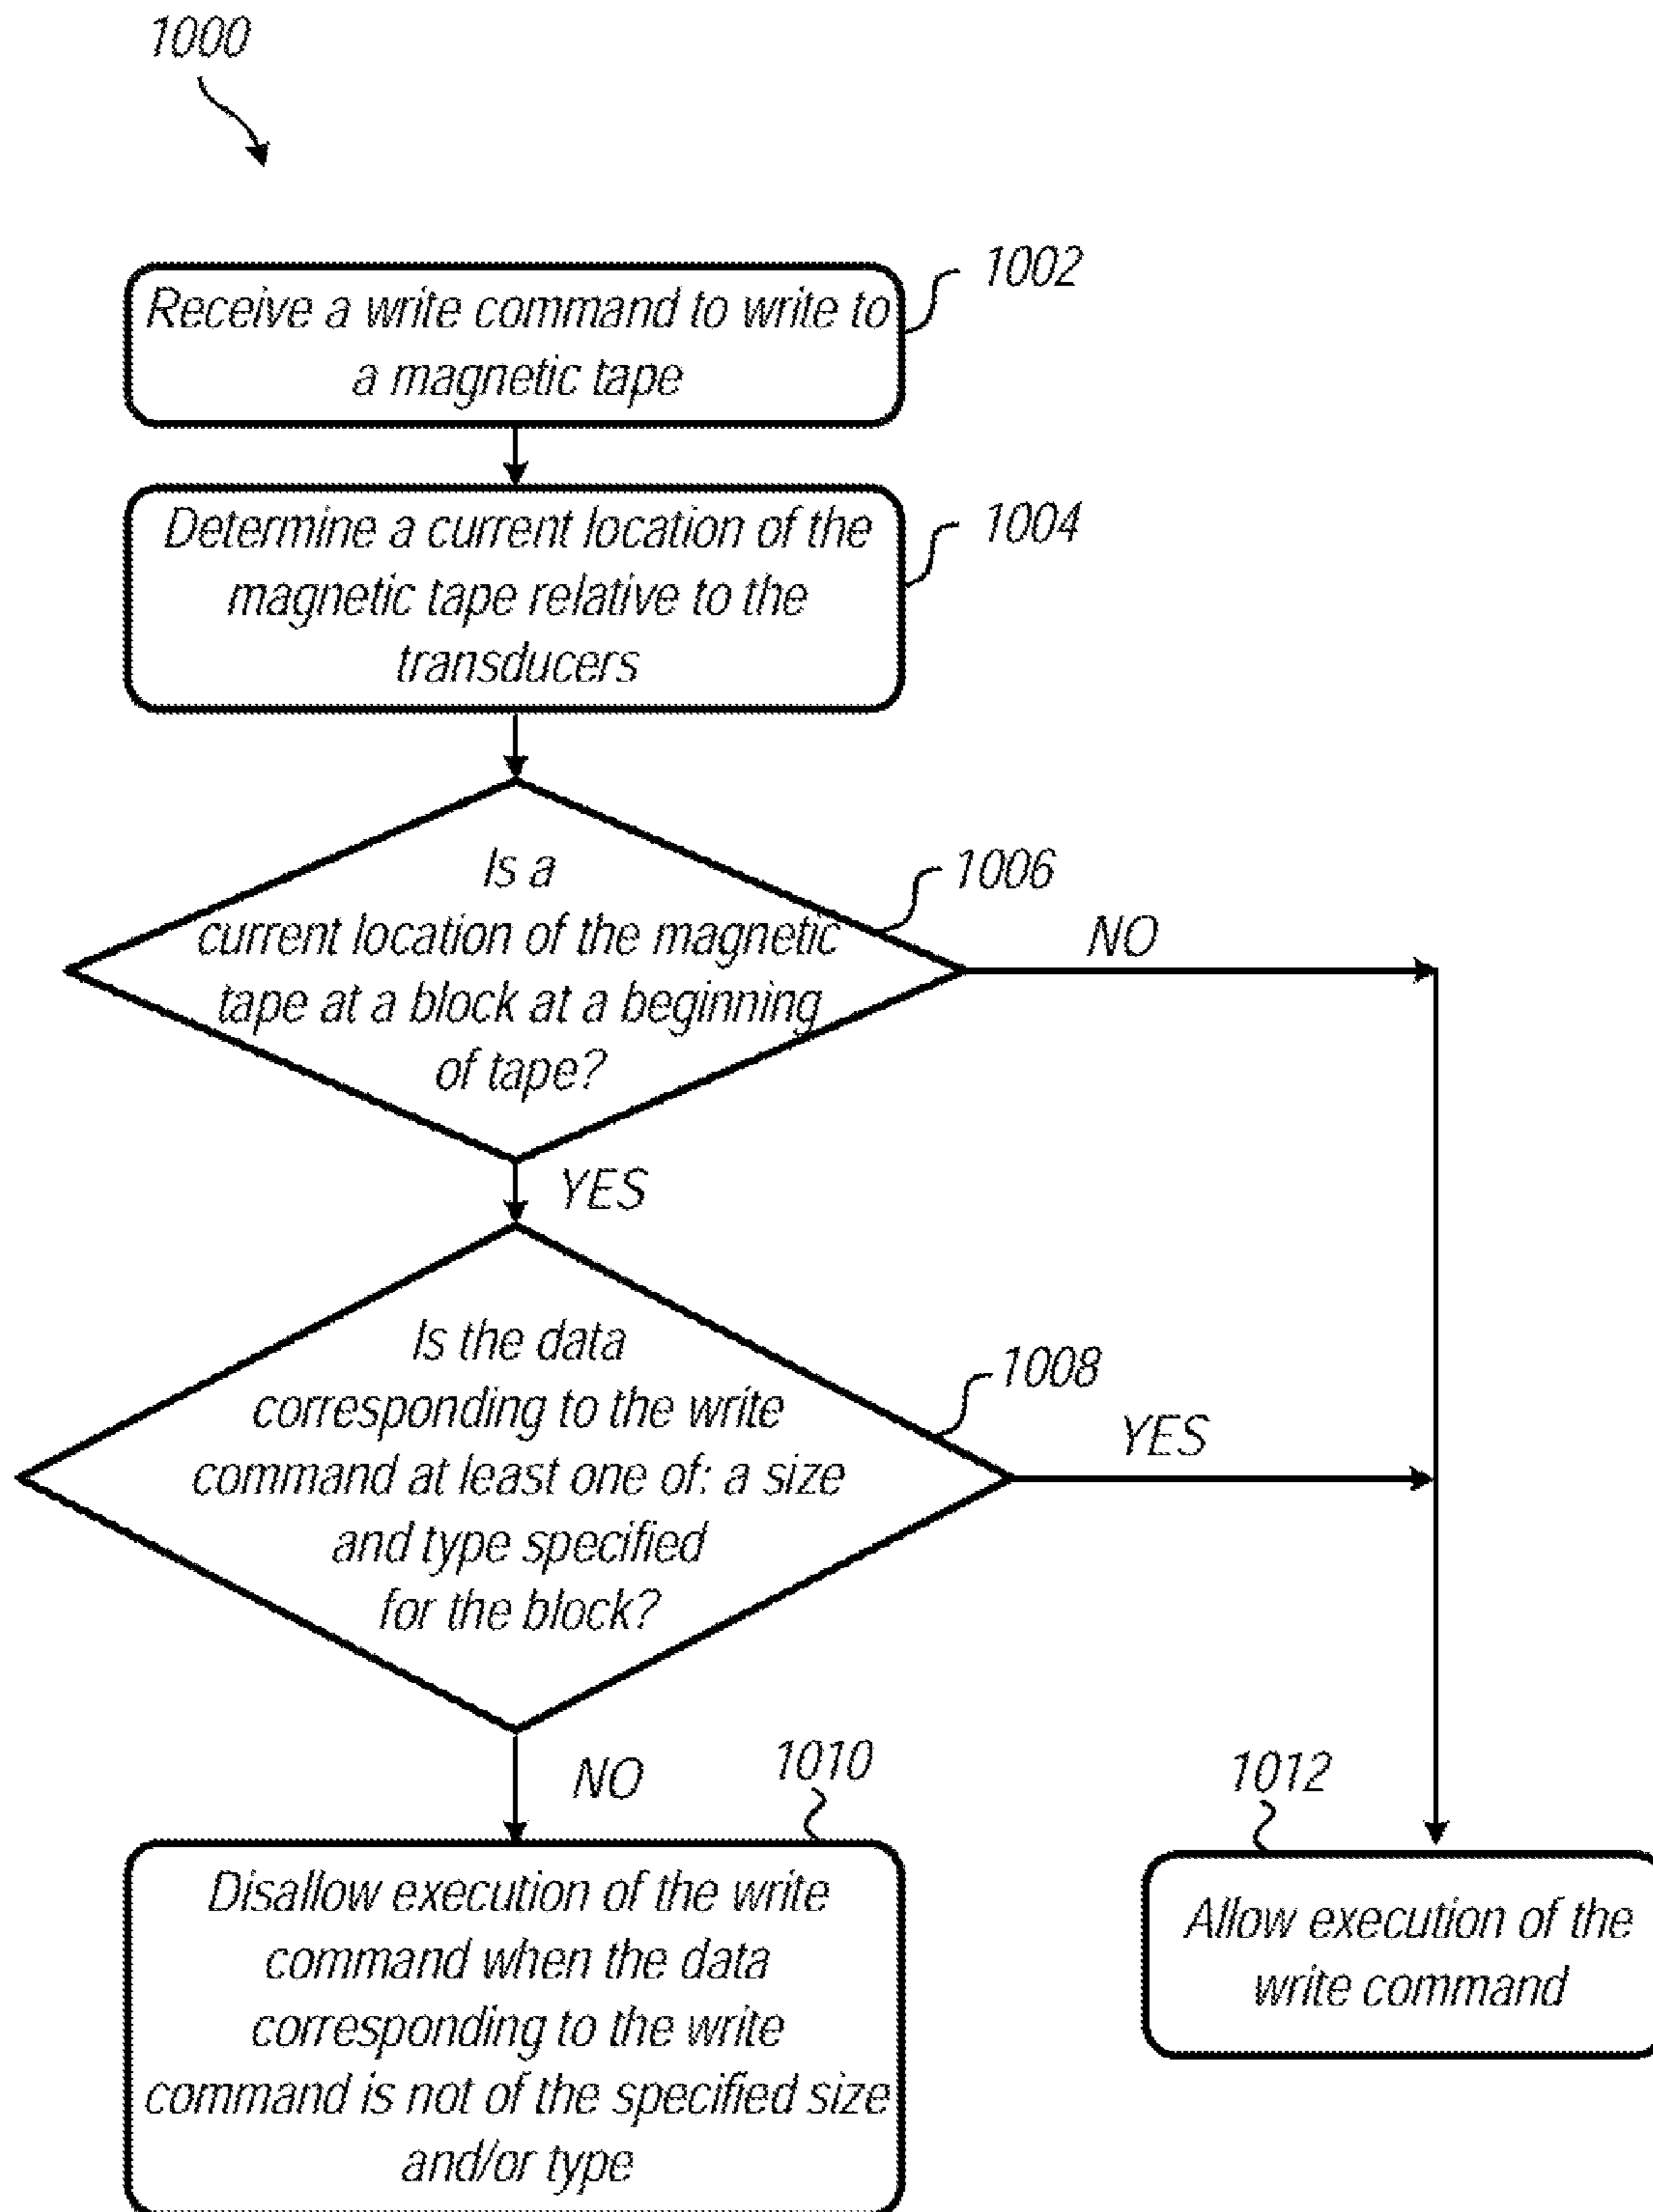 1000
1002
Receive a write command to write to
a magnetic tape
1004
Determine a current location of the
magnetic tape relative to the
transducers
1006
Is a
current location of the magnetic
tape at a block at a beginning
of tape?
NO
YES
1008
Is the data
corresponding to the write
command at least one of: a size
and type specified
for the block?
YES
NO
1010
Disallow execution of the write
command when the data
corresponding to the write
command is not of the specified size
and/or type
1012
Allow execution of the
write command